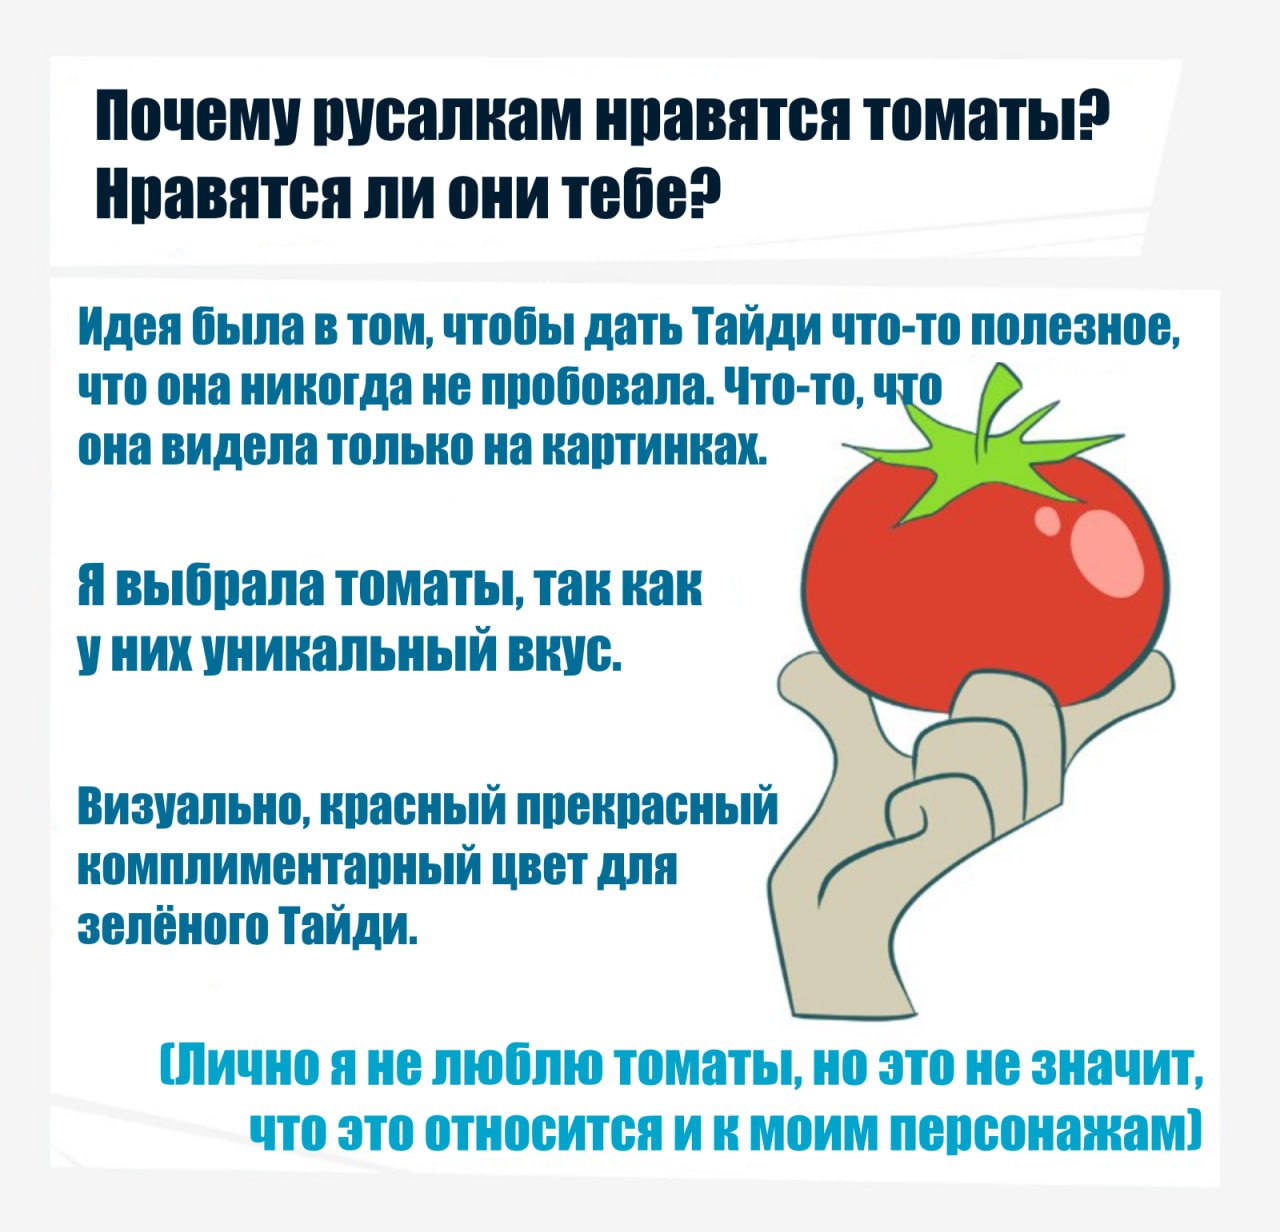 Почему русалкам нравятся томаты?
Нравятся ли они тебе?
Идея была в том, чтобы дать Тайди что-то полезное,
что она никогда не пробовала. Что-то, что
она видела только на картинках.
Я выбрала томаты, так как
у них уникальный вкус.
Визуально, красный прекрасный
комплиментарный цвет для
зелёного Тайди.
(Лично я не люблю томаты, но это не значит,
что это относится и к моим персонажам)